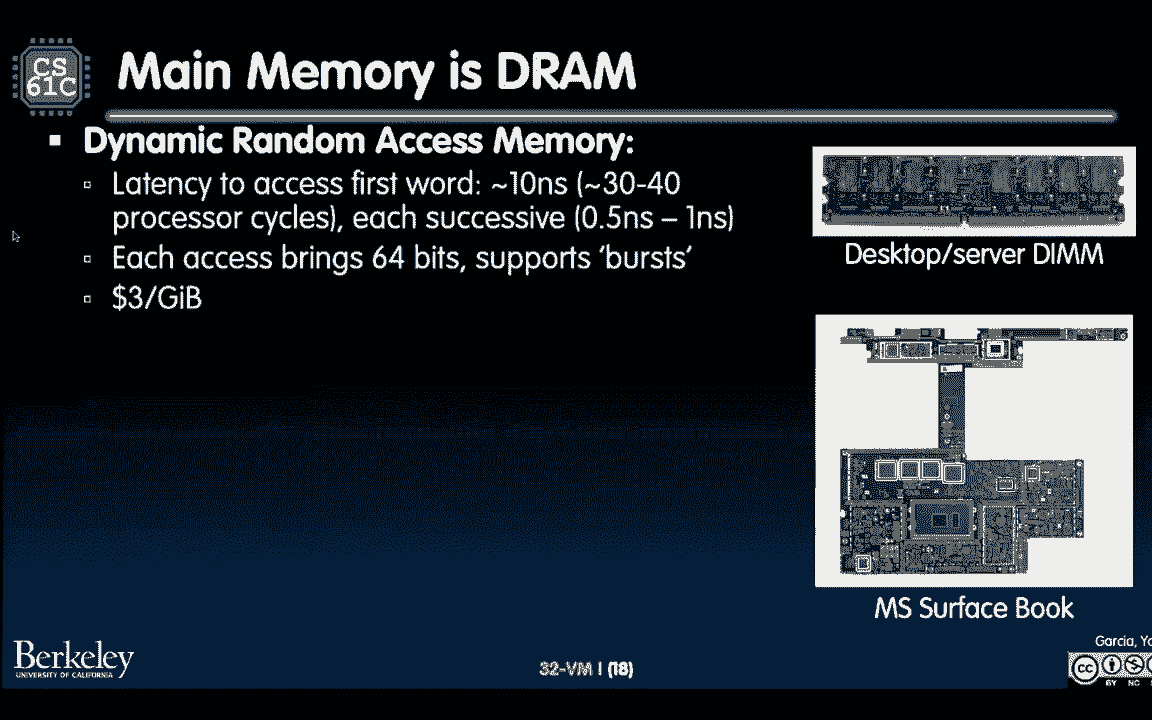 CS
61C
Main Memory is DRAM
Dynamic Random Access Memory:
Latency to access first word: ~10ns (~30-40
processor cycles), each successive (0.5ns – 1ns)
Each access brings 64 bits, supports ‘bursts’
$3/GiB
Desktop/server DIMM
MS Surface Book
Berkeley
UNIVERSITY OF CALIFORNIA
32-VM I (18)
Garcia,
cc
BY NC